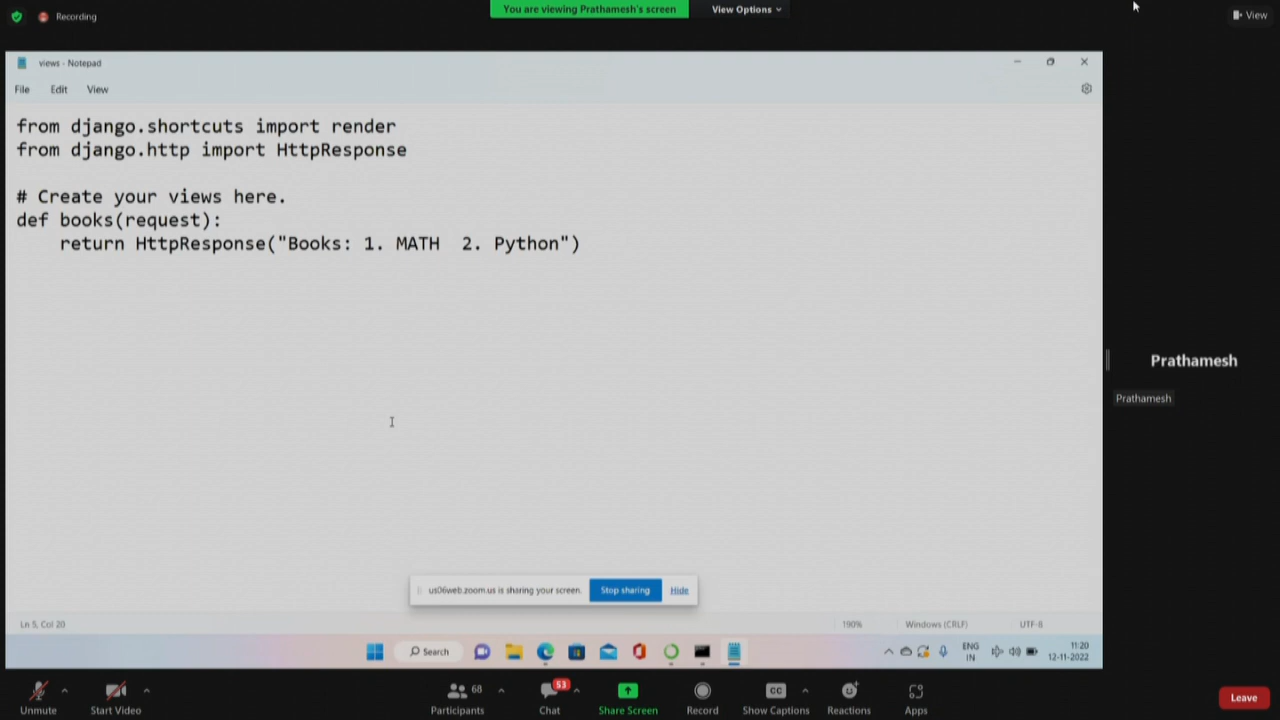 Recording
You are viewing Prathamesh's screen
View Options
View
views - Notepad
File Edit View
from django.shortcuts import render
from django.http import HttpResponse
# Create your views here.
def books(request):
    return HttpResponse("Books: 1. MATH  2. Python")
Prathamesh
Prathamesh
us06web.zoom.us is sharing your screen.
Stop sharing
Hide
Ln 5, Col 20
190%
Windows (CRLF)
UTF-8
Search
ENG
IN
11:20
12-11-2022
Unmute
Start Video
68
Participants
53
Chat
Share Screen
Record
CC
Show Captions
Reactions
Apps
Leave